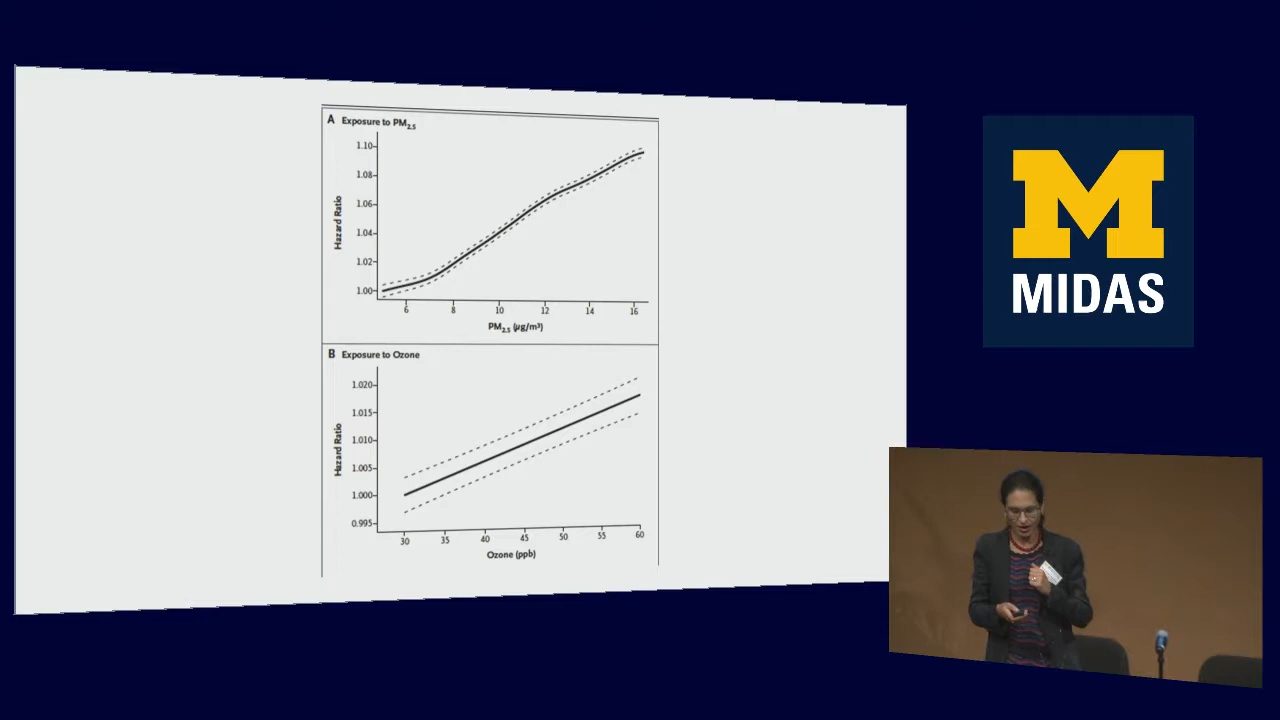 A Exposure to PM2.5
1.10
1.08
1.06
1.04
1.02
1.00
Hazard Ratio
6 8 10 12 14 16
PM2.5 (µg/m³)
B Exposure to Ozone
1.020
1.015
1.010
1.005
1.000
0.995
Hazard Ratio
30 35 40 45 50 55 60
Ozone (ppb)
M
MIDAS